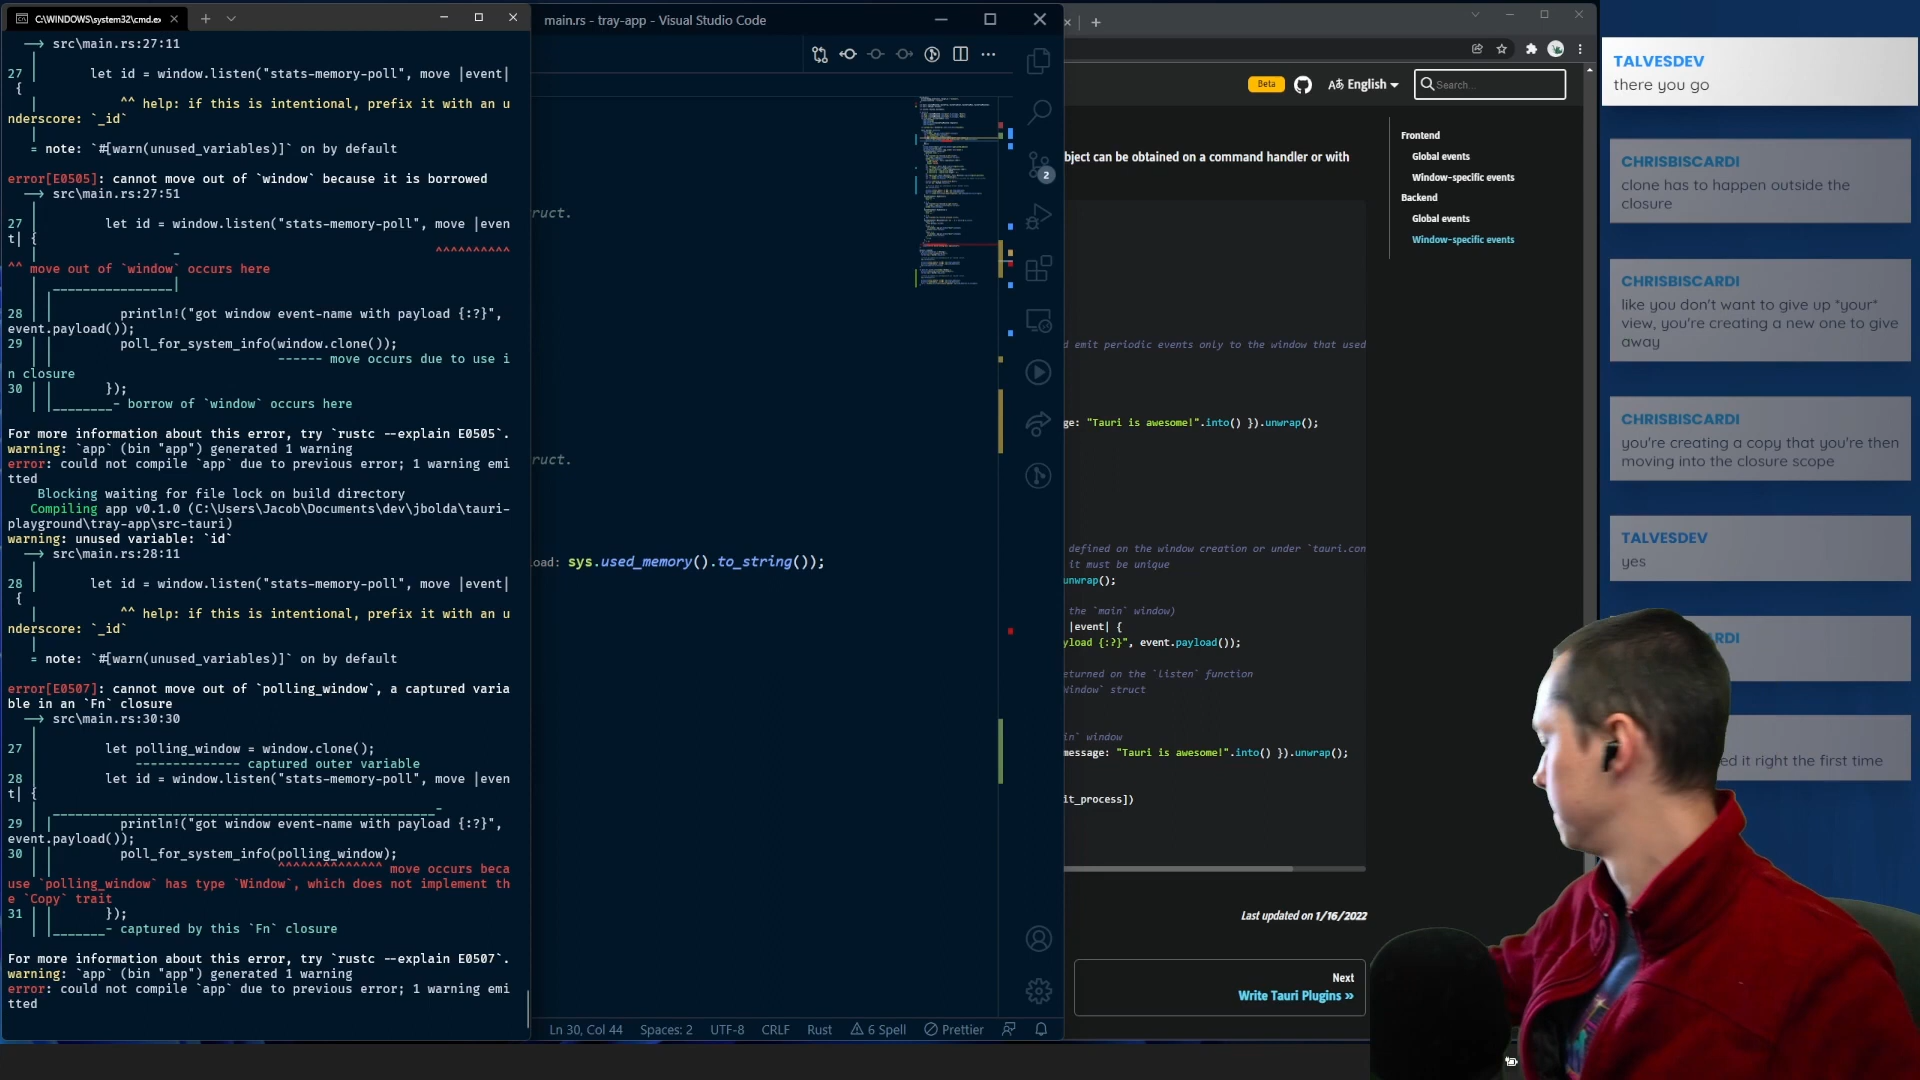 C:\WINDOWS\system32\cmd.ex
→ src\main.rs:27:11
27 | let id = window.listen("stats-memory-poll", move |event|
{
| ^^ help: if this is intentional, prefix it with an u
nderscore: `_id`
|
= note: `#[warn(unused_variables)]` on by default
error[E0505]: cannot move out of `window` because it is borrowed
→ src\main.rs:27:51
27 | let id = window.listen("stats-memory-poll", move |even
t| {
| - ^^^^^^^^^^
^^ move out of `window` occurs here
| ________________|
28 | | println!("got window event-name with payload {:?}",
event.payload());
29 | | poll_for_system_info(window.clone());
| | ------ move occurs due to use i
n closure
30 | | });
| |________- borrow of `window` occurs here
For more information about this error, try `rustc --explain E0505`.
warning: `app` (bin "app") generated 1 warning
error: could not compile `app` due to previous error; 1 warning emi
tted
Blocking waiting for file lock on build directory
Compiling app v0.1.0 (C:\Users\Jacob\Documents\dev\jbolda\tauri-
playground\tray-app\src-tauri)
warning: unused variable: `id`
→ src\main.rs:28:11
28 | let id = window.listen("stats-memory-poll", move |event|
{
| ^^ help: if this is intentional, prefix it with an u
nderscore: `_id`
|
= note: `#[warn(unused_variables)]` on by default
error[E0507]: cannot move out of `polling_window`, a captured varia
ble in an `Fn` closure
→ src\main.rs:30:30
27 | let polling_window = window.clone();
| -------------- captured outer variable
28 | let id = window.listen("stats-memory-poll", move |even
t| {
| ___________________________________________________-
29 | | println!("got window event-name with payload {:?}",
event.payload());
30 | | poll_for_system_info(polling_window);
| | ^^^^^^^^^^^^^^ move occurs beca
use `polling_window` has type `Window`, which does not implement th
e `Copy` trait
31 | | });
| |_______- captured by this `Fn` closure
For more information about this error, try `rustc --explain E0507`.
warning: `app` (bin "app") generated 1 warning
error: could not compile `app` due to previous error; 1 warning emi
tted
main.rs - tray-app - Visual Studio Code
2
ruct.
ruct.
load: sys.used_memory().to_string());
Ln 30, Col 44 Spaces: 2 UTF-8 CRLF Rust 6 Spell Prettier
Beta English Search...
bject can be obtained on a command handler or with
d emit periodic events only to the window that used
ge: "Tauri is awesome!".into() }).unwrap();
defined on the window creation or under `tauri.con
it must be unique
unwrap();
the `main` window)
|event| {
yload {:?}", event.payload());
eturned on the `listen` function
Window` struct
in` window
message: "Tauri is awesome!".into() }).unwrap();
it_process])
Last updated on 1/16/2022
Next
Write Tauri Plugins »
Frontend
Global events
Window-specific events
Backend
Global events
Window-specific events
TALVESDEV
there you go
CHRISBISCARDI
clone has to happen outside the
closure
CHRISBISCARDI
like you don't want to give up *your*
view, you're creating a new one to give
away
CHRISBISCARDI
you're creating a copy that you're then
moving into the closure scope
TALVESDEV
yes
RDI
ed it right the first time